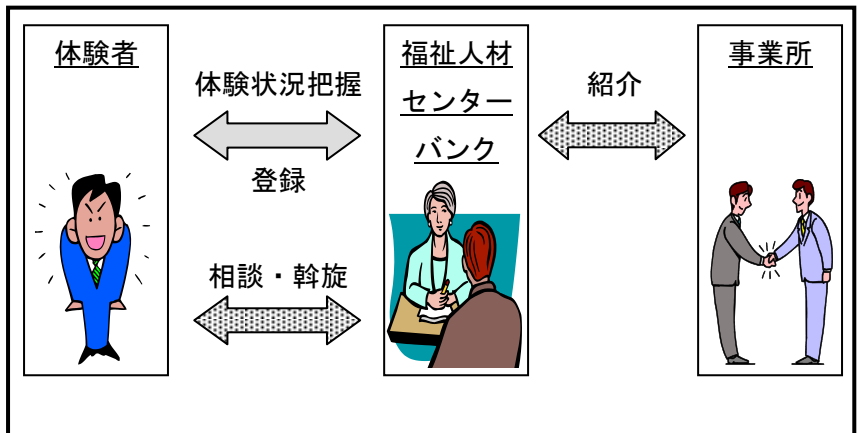 体験者
体験状況把握
登録
相談・斡旋
福祉人材
センター
バンク
紹介
事業所